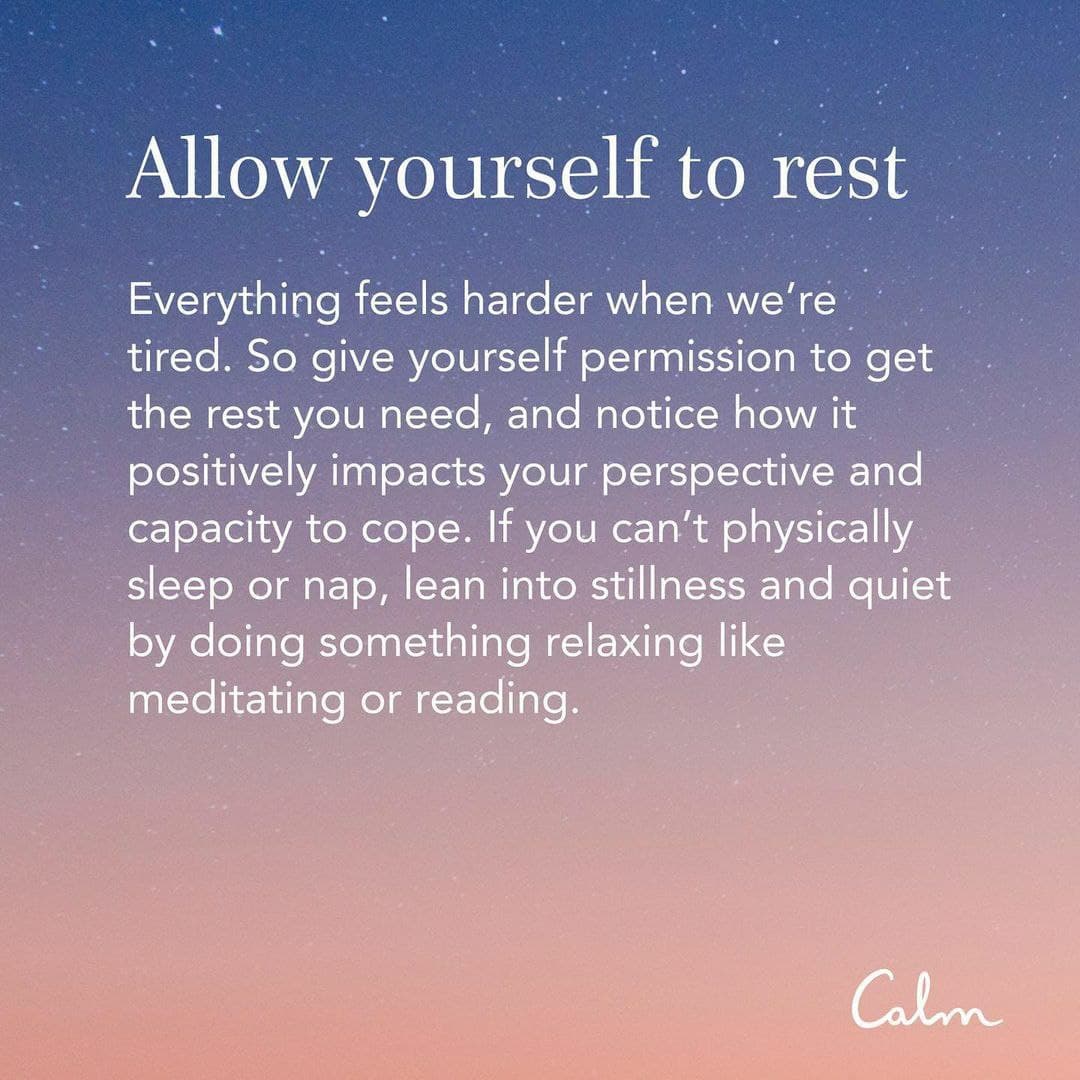 Allow yourself to rest
Everything feels harder when we’re
tired. So give yourself permission to get
the rest you need, and notice how it
positively impacts your perspective and
capacity to cope. If you can’t physically
sleep or nap, lean into stillness and quiet
by doing something relaxing like
meditating or reading.
Calm